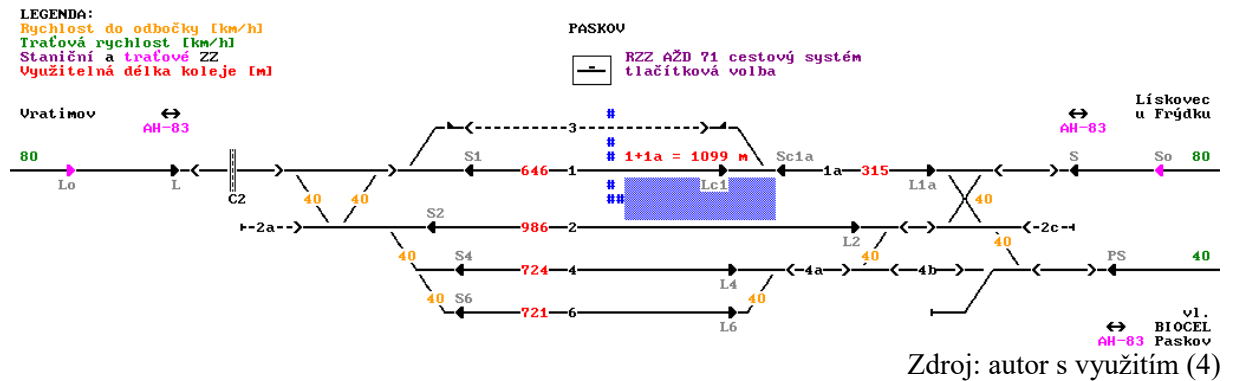 LEGENDA:
Rychlost do odbočky [km/h]
Traťová rychlost [km/h]
Staniční a traťové ZZ
Využitelná délka koleje [m]
PASKOV
RZZ AŽD 71 cestový systém
tlačítková volba
Vratimov
AH-83
Lískovec
u Frýdku
AH-83
#
3
#
80
S1
# 1+1a = 1099 m
Sc1a
S
So
80
646
1
1a
315
Lo
L
C2
#
##
Lc1
L1a
40
40
40
S2
2a
986
2
2c
L2
40
S4
40
40
PS
40
724
4
4a
4b
L4
40
S6
40
721
6
L6
vl.
BIOCEL
AH-83 Paskov
Zdroj: autor s využitím (4)